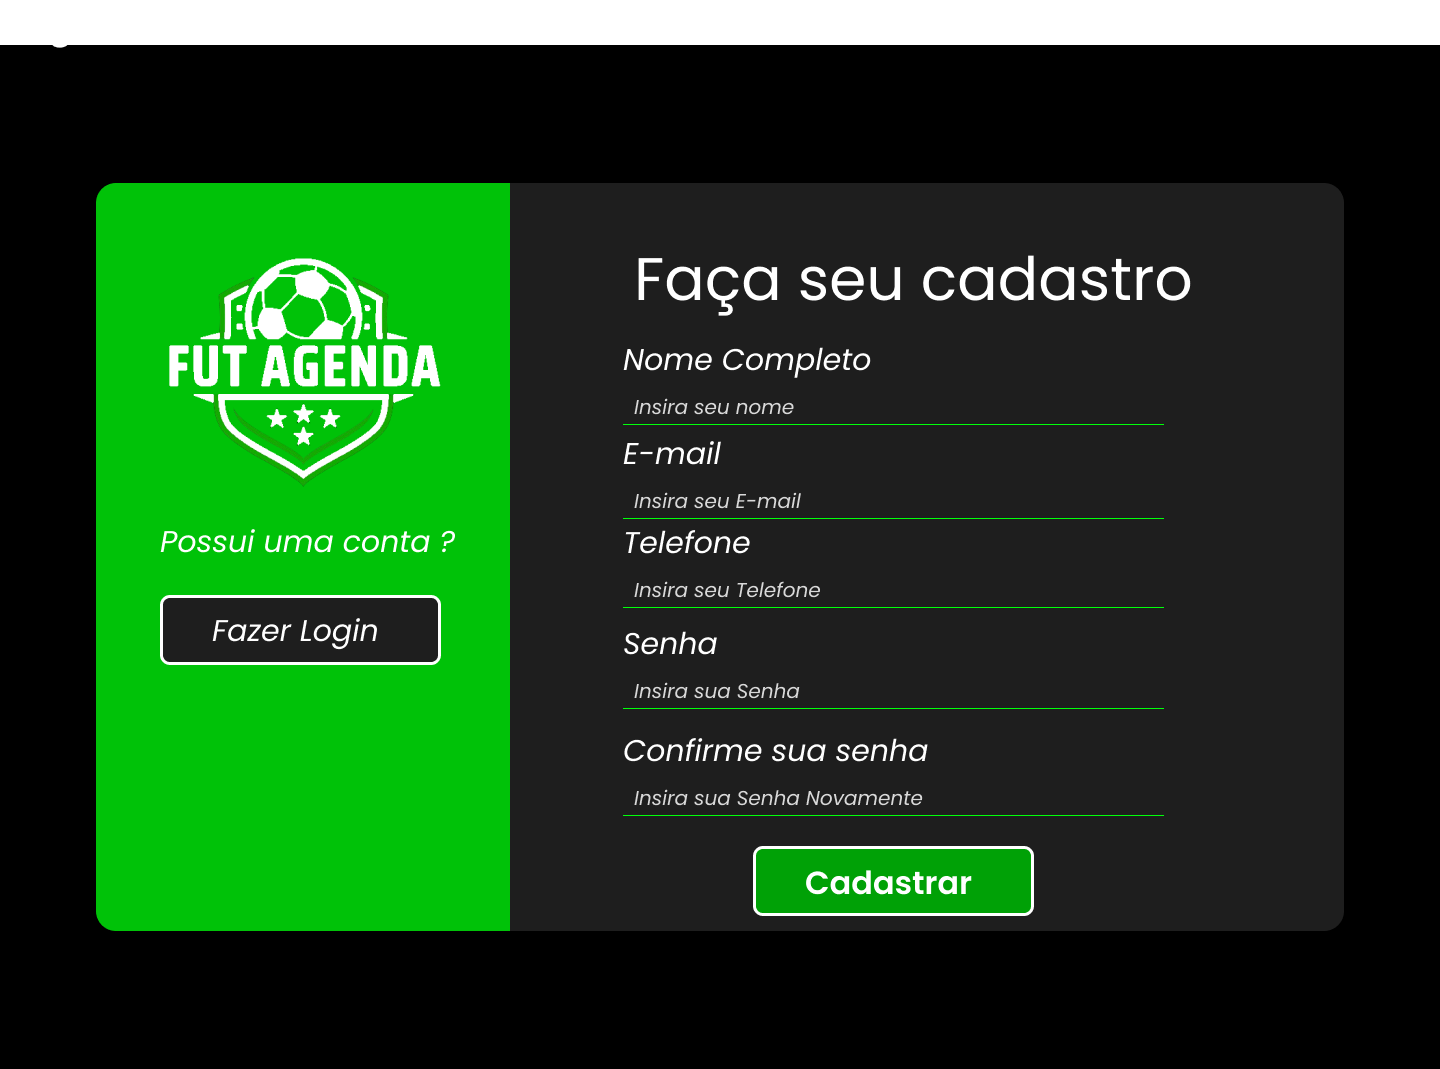 FUT AGENDA
Possui uma conta ?
Fazer Login
Faça seu cadastro
Nome Completo
Insira seu nome
E-mail
Insira seu E-mail
Telefone
Insira seu Telefone
Senha
Insira sua Senha
Confirme sua senha
Insira sua Senha Novamente
Cadastrar